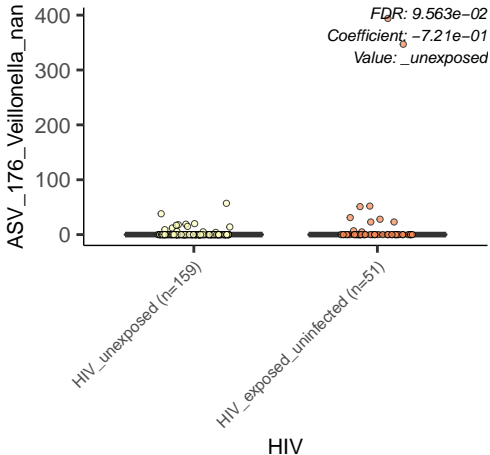 FDR: 9.563e−02
Coefficient: −7.21e−01
Value: _unexposed
ASV_176_Veillonella_nan
400
300
200
100
0
HIV_unexposed (n=159)
HIV_exposed_uninfected (n=51)
HIV